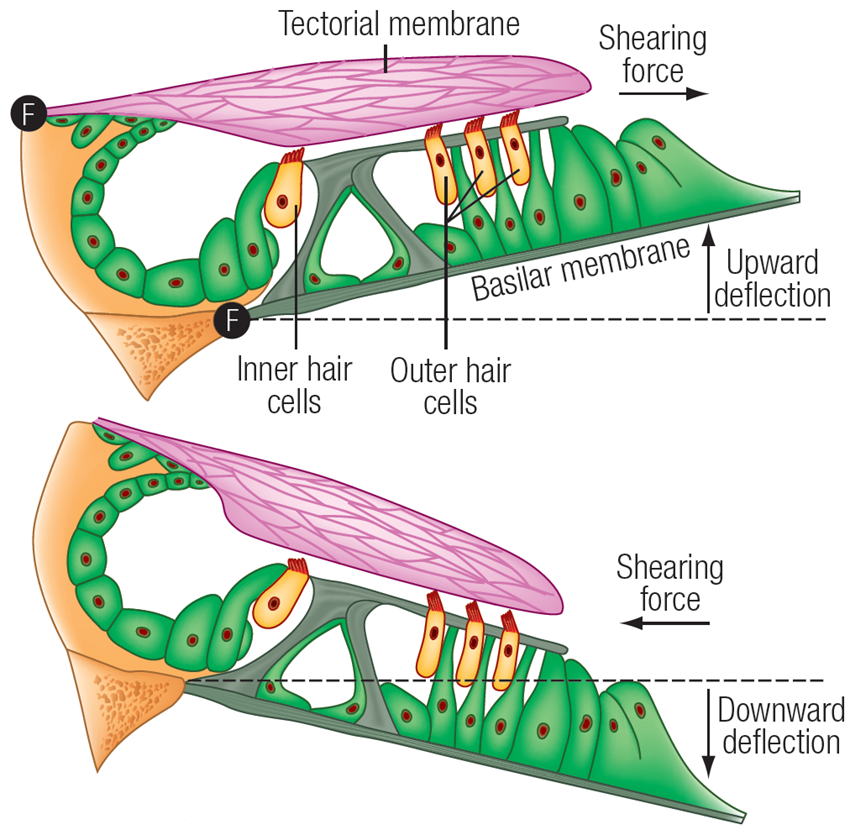 Tectorial membrane
Shearing
force
F
F
Basilar membrane
Upward
deflection
Inner hair
cells
Outer hair
cells
Shearing
force
Downward
deflection